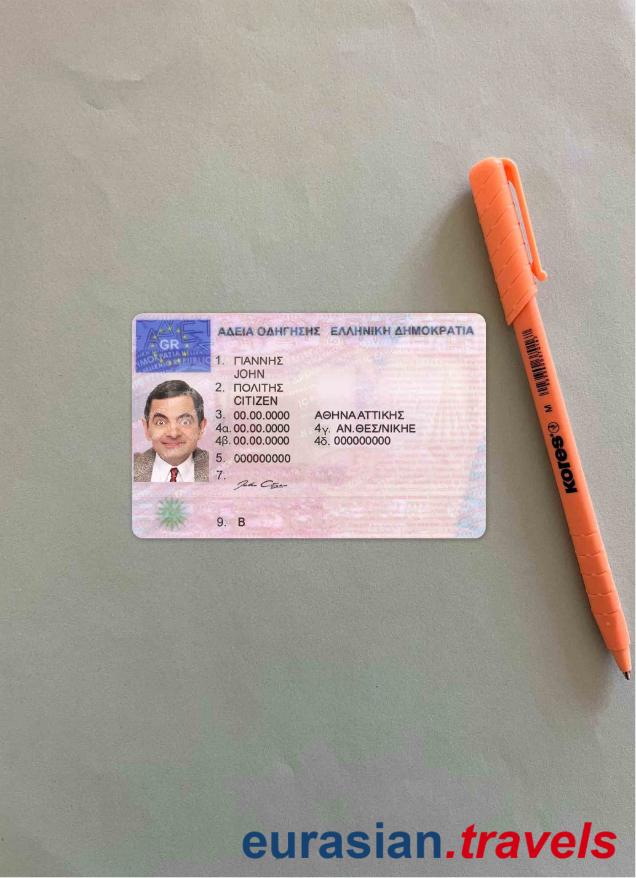 GR
ΑΔΕΙΑ ΟΔΗΓΗΣΗΣ ΕΛΛΗΝΙΚΗ ΔΗΜΟΚΡΑΤΙΑ
1. ΓΙΑΝΝΗΣ
JOHN
2. ΠΟΛΙΤΗΣ
CITIZEN
3. 00.00.0000 ΑΘΗΝΑ ΑΤΤΙΚΗΣ
4α. 00.00.0000 4γ. ΑΝ.ΘΕΣ/ΝΙΚΗΣ
4β. 00.00.0000 4δ. 000000000
5. 000000000
7.
9. B
Kores
M
eurasian.travels